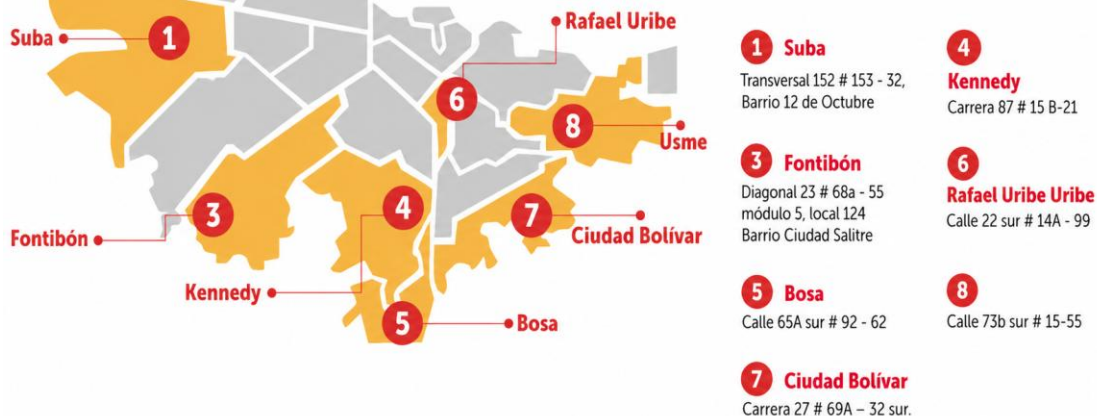 Suba
1
Rafael Uribe
6
8
Usme
3
Fontibón
4
Kennedy
7
Ciudad Bolívar
5
Bosa
1 Suba
Transversal 152 # 153 - 32,
Barrio 12 de Octubre
3 Fontibón
Diagonal 23 # 68a - 55
módulo 5, local 124
Barrio Ciudad Salitre
5 Bosa
Calle 65A sur # 92 - 62
7 Ciudad Bolívar
Carrera 27 # 69A – 32 sur.
4
Kennedy
Carrera 87 # 15 B-21
6
Rafael Uribe Uribe
Calle 22 sur # 14A - 99
8
Calle 73b sur # 15-55